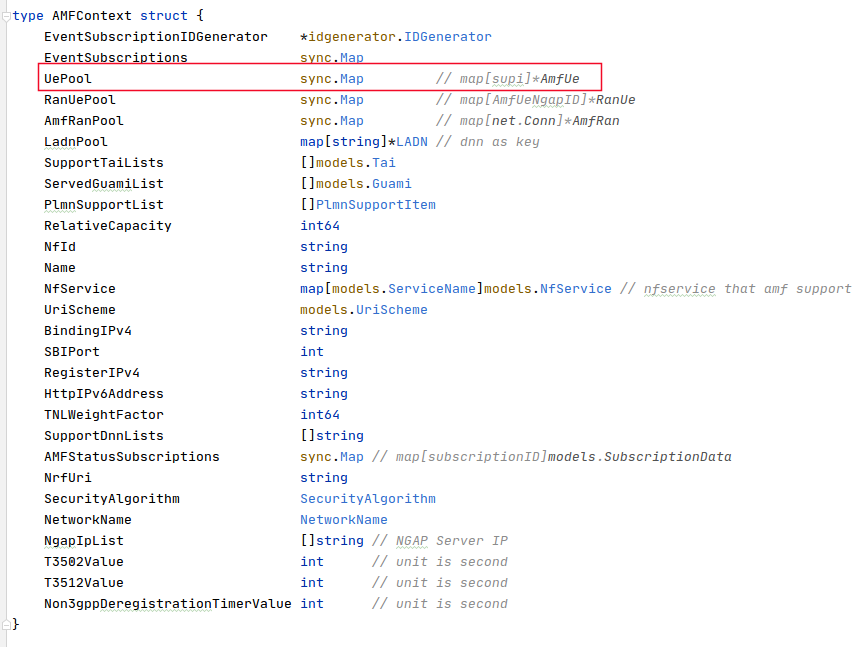 type AMFContext struct {
EventSubscriptionIDGenerator *idgenerator.IDGenerator
EventSubscriptions sync.Map
UePool sync.Map // map[supi]*AmfUe
RanUePool sync.Map // map[AmfUeNgapID]*RanUe
AmfRanPool sync.Map // map[net.Conn]*AmfRan
LadnPool map[string]*LADN // dnn as key
SupportTaiLists []models.Tai
ServedGuamiList []models.Guami
PlmnSupportList []PlmnSupportItem
RelativeCapacity int64
NfId string
Name string
NfService map[models.ServiceName]models.NfService // nfservice that amf support
UriScheme models.UriScheme
BindingIPv4 string
SBIPort int
RegisterIPv4 string
HttpIPv6Address string
TNLWeightFactor int64
SupportDnnLists []string
AMFStatusSubscriptions sync.Map // map[subscriptionID]models.SubscriptionData
NrfUri string
SecurityAlgorithm SecurityAlgorithm
NetworkName NetworkName
NgapIpList []string // NGAP Server IP
T3502Value int // unit is second
T3512Value int // unit is second
Non3gppDeregistrationTimerValue int // unit is second
}